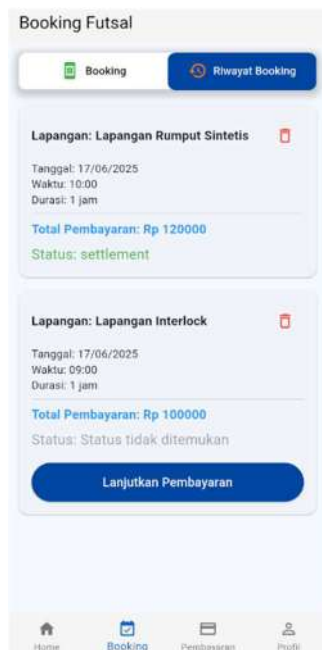 Booking Futsal
Booking
Riwayat Booking
Lapangan: Lapangan Rumput Sintetis
Tanggal: 17/06/2025
Waktu: 10:00
Durasi: 1 jam
Total Pembayaran: Rp 120000
Status: settlement
Lapangan: Lapangan Interlock
Tanggal: 17/06/2025
Waktu: 09:00
Durasi: 1 jam
Total Pembayaran: Rp 100000
Status: Status tidak ditemukan
Lanjutkan Pembayaran
Home
Booking
Pembayaran
Profil